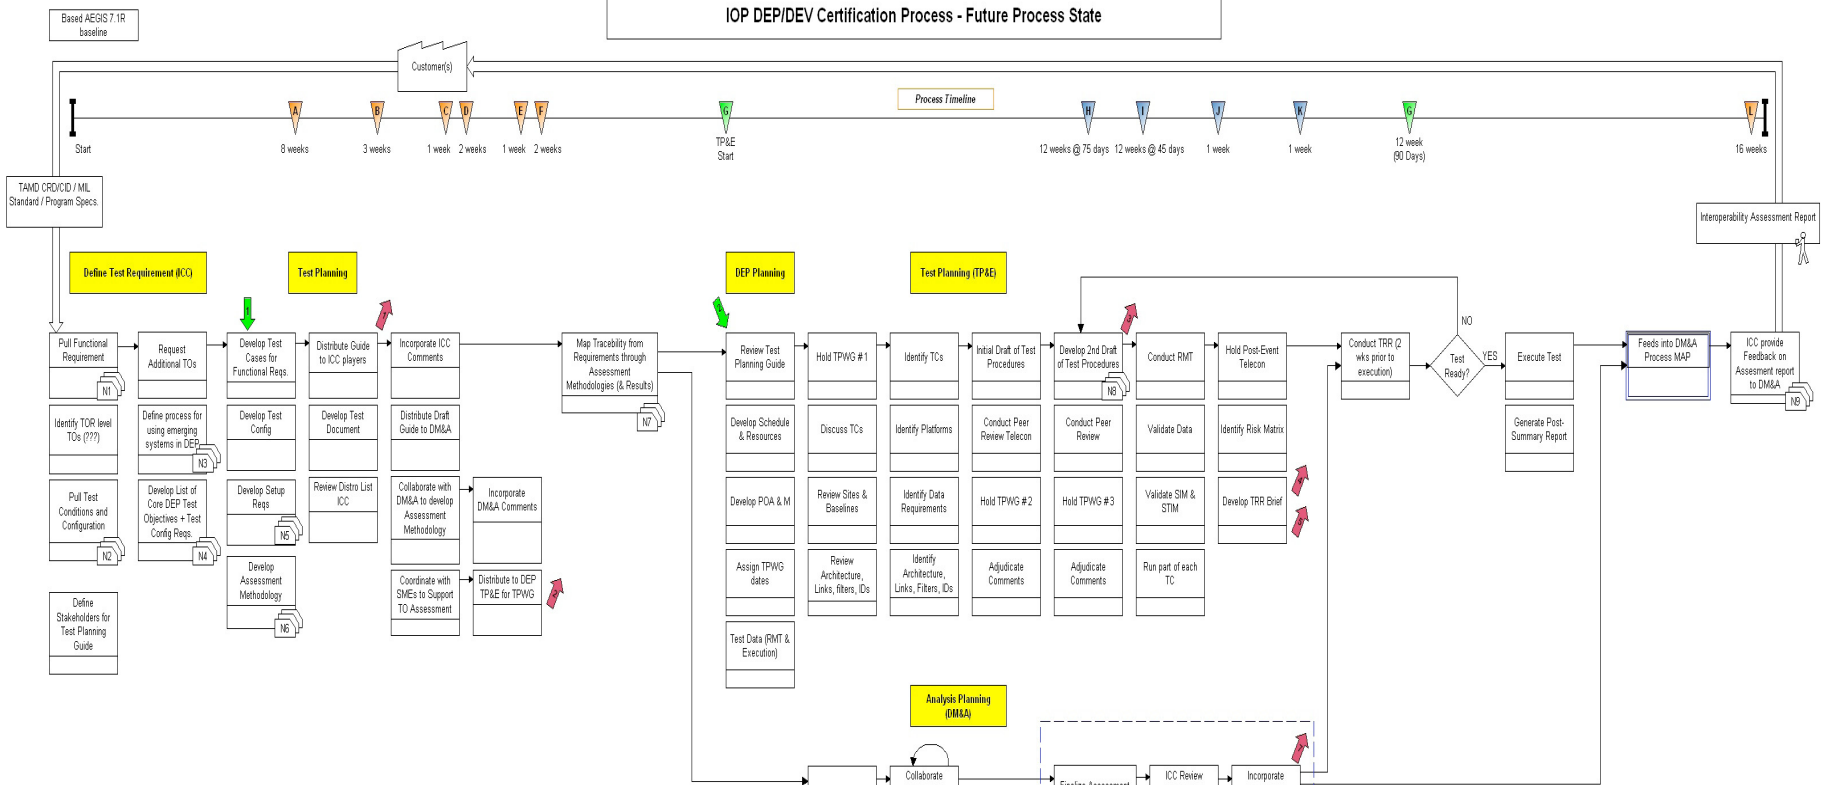 Based AEGIS 7.1R
baseline
IOP DEP/DEV Certification Process - Future Process State
Customer(s)
Process Timeline
A
B
C
D
E
F
G
H
I
J
K
G
L
Start
8 weeks
3 weeks
1 week
2 weeks
1 week
2 weeks
TP&E
Start
12 weeks @ 75 days
12 weeks @ 45 days
1 week
1 week
12 week
(90 Days)
16 weeks
TAMD CRD/CID / MIL
Standard / Program Specs.
Interoperability Assessment Report
Define Test Requirement (ICC)
Test Planning
DEP Planning
Test Planning (TP&E)
1
1
2
3
Pull Functional
Requirement
N1
Identify TOR level
TOs (???)
Pull Test
Conditions and
Configuration
N2
Define
Stakeholders for
Test Planning
Guide
Request
Additional TOs
Define process for
using emerging
systems in DEP
N3
Develop List of
Core DEP Test
Objectives + Test
Config Reqs.
N4
Develop Test
Cases for
Functional Reqs.
Develop Test
Config
Develop Setup
Reqs
N5
Develop
Assessment
Methodology
N6
Distribute Guide
to ICC players
Develop Test
Document
Review Distro List
ICC
Incorporate ICC
Comments
Distribute Draft
Guide to DM&A
Collaborate with
DM&A to develop
Assessment
Methodology
Coordinate with
SMEs to Support
TO Assessment
Incorporate
DM&A Comments
Distribute to DEP
TP&E for TPWG
2
Map Tracebility from
Requirements through
Assessment
Methodologies (& Results)
N7
Review Test
Planning Guide
Develop Schedule
& Resources
Develop POA & M
Assign TPWG
dates
Test Data (RMT &
Execution)
Hold TPWG #1
Discuss TCs
Review Sites &
Baselines
Review
Architecture,
Links, filters, IDs
Identify TCs
Identify Platforms
Identify Data
Requirements
Identify
Architecture,
Links, Filters, IDs
Initial Draft of Test
Procedures
Conduct Peer
Review Telecon
Hold TPWG #2
Adjudicate
Comments
Develop 2nd Draft
of Test Procedures
N8
Conduct Peer
Review
Hold TPWG #3
Adjudicate
Comments
Conduct RMT
Validate Data
Validate SIM &
STIM
Run part of each
TC
Hold Post-Event
Telecon
Identify Risk Matrix
Develop TRR Brief
4
5
Conduct TRR (2
wks prior to
execution)
Test
Ready?
NO
YES
Execute Test
Generate Post-
Summary Report
Feeds into DM&A
Process MAP
ICC provide
Feedback on
Assesment report
to DM&A
N9
Analysis Planning
(DM&A)
Collaborate
Finalize Assessment
ICC Review
Incorporate
7